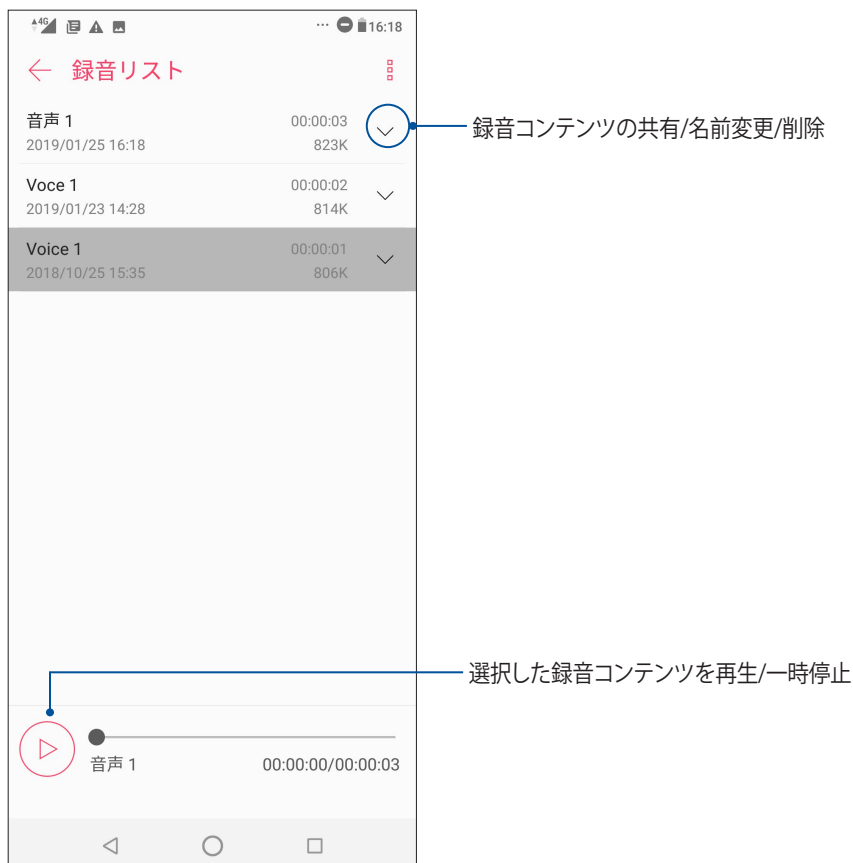 4G 16:18
録音リスト
音声 1 00:00:03
2019/01/25 16:18 823K
録音コンテンツの共有/名前変更/削除
Voce 1 00:00:02
2019/01/23 14:28 814K
Voice 1 00:00:01
2018/10/25 15:35 806K
選択した録音コンテンツを再生/一時停止
音声 1 00:00:00/00:00:03